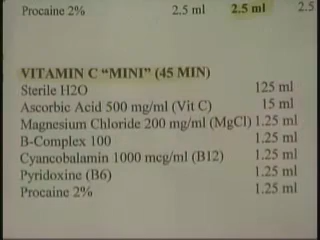 Procaine 2% 2.5 ml 2.5 ml 2.5
VITAMIN C "MINI" (45 MIN)
Sterile H2O 125 ml
Ascorbic Acid 500 mg/ml (Vit C) 15 ml
Magnesium Chloride 200 mg/ml (MgCl) 1.25 ml
B-Complex 100 1.25 ml
Cyancobalamin 1000 mcg/ml (B12) 1.25 ml
Pyridoxine (B6) 1.25 ml
Procaine 2% 1.25 ml